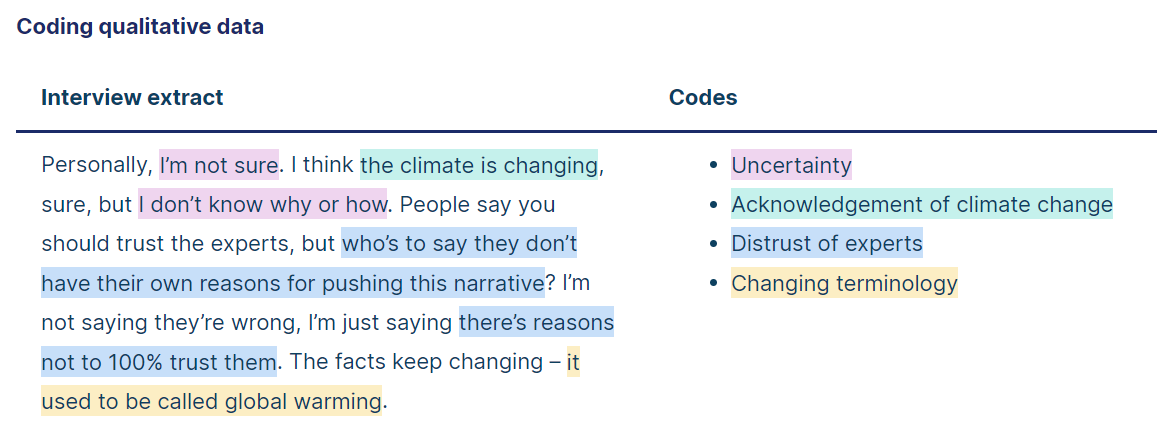 Coding qualitative data
Interview extract
Codes
Personally, I’m not sure. I think the climate is changing,
sure, but I don’t know why or how. People say you
should trust the experts, but who’s to say they don’t
have their own reasons for pushing this narrative? I’m
not saying they’re wrong, I’m just saying there’s reasons
not to 100% trust them. The facts keep changing – it
used to be called global warming.
• Uncertainty
• Acknowledgement of climate change
• Distrust of experts
• Changing terminology